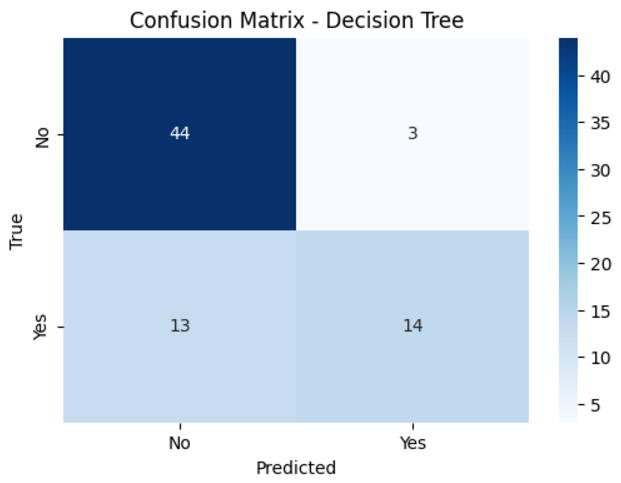 Confusion Matrix - Decision Tree
No
44
3
True
Yes
13
14
No
Yes
Predicted
40
35
30
25
20
15
10
5